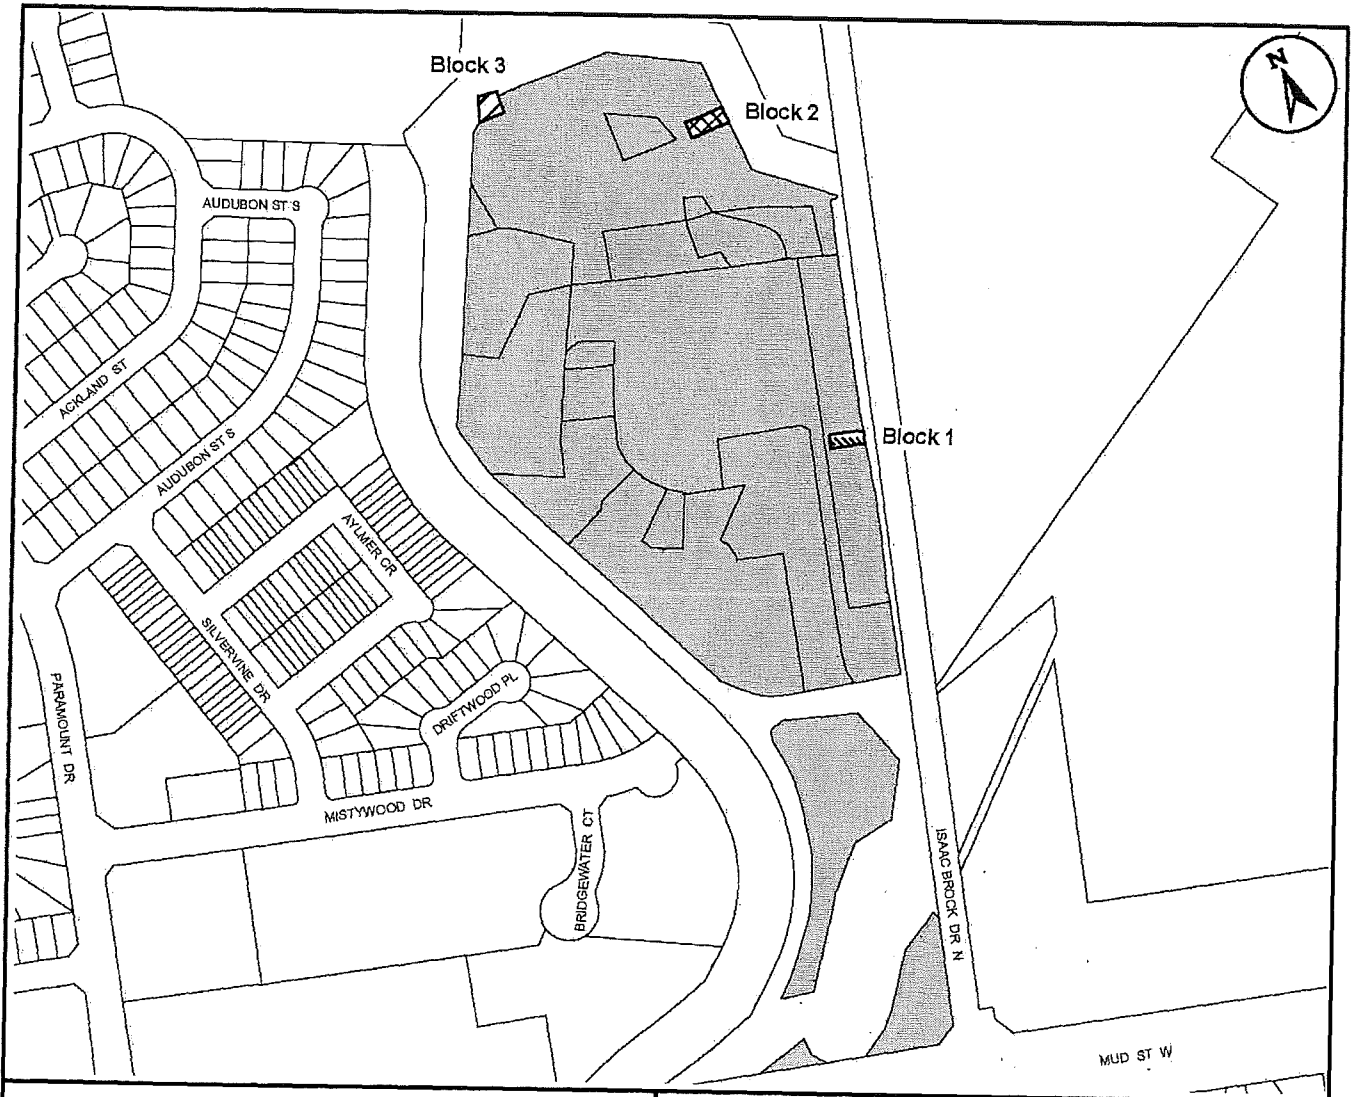 N
Block 3
Block 2
AUDUBON ST S
ACKLAND ST
AUDUBON ST S
Block 1
AYLMER CR
SILVERVINE DR
PARAMOUNT DR
DRIFTWOOD PL
MISTYWOOD DR
BRIDGEWATER CT
ISAAC BROCK DR N
MUD ST W